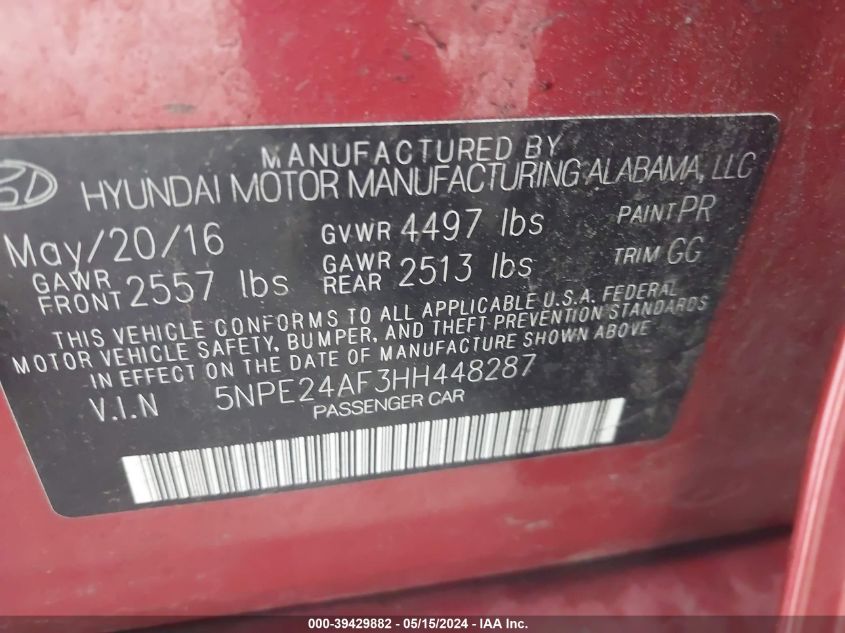 MANUFACTURED BY
HYUNDAI MOTOR MANUFACTURING ALABAMA, LLC
May/20/16 GVWR 4497 lbs PAINT PR
GAWR FRONT 2557 lbs GAWR REAR 2513 lbs TRIM GG
THIS VEHICLE CONFORMS TO ALL APPLICABLE U.S.A. FEDERAL
MOTOR VEHICLE SAFETY, BUMPER, AND THEFT PREVENTION STANDARDS
IN EFFECT ON THE DATE OF MANUFACTURE SHOWN ABOVE
V.I.N 5NPE24AF3HH448287
PASSENGER CAR
000-39429882 - 05/15/2024 - IAA Inc.